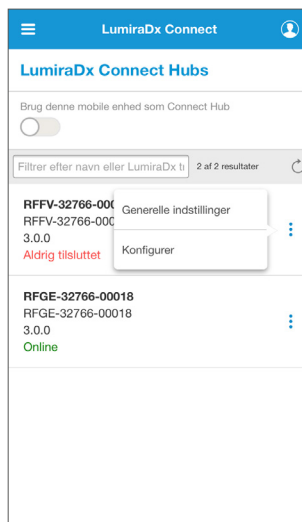 LumiraDx Connect
LumiraDx Connect Hubs
Brug denne mobile enhed som Connect Hub
Filtrer efter navn eller LumiraDx 2 af 2 resultater
RFFV-32766-00
RFFV-32766-00
3.0.0
Aldrig tilsluttet
Generelle indstillinger
Konfigurer
RFGE-32766-00018
RFGE-32766-00018
3.0.0
Online